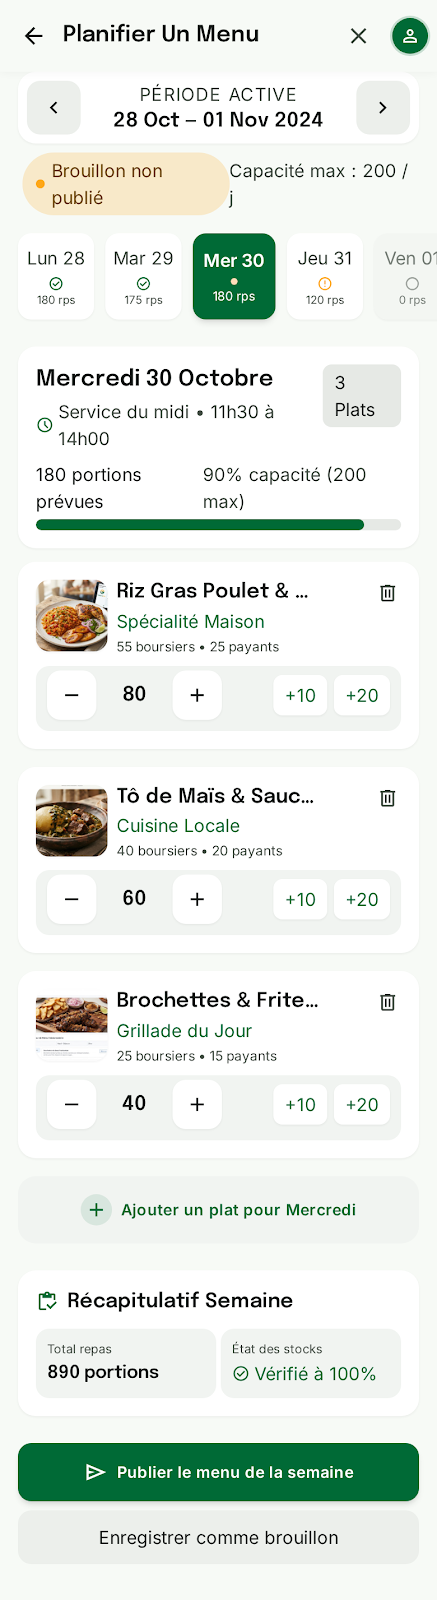 Planifier Un Menu
PÉRIODE ACTIVE
28 Oct – 01 Nov 2024
Brouillon non
publié
Capacité max : 200 /
j
Lun 28
180 rps
Mar 29
175 rps
Mer 30
180 rps
Jeu 31
120 rps
Ven 01
0 rps
Mercredi 30 Octobre
3
Plats
Service du midi • 11h30 à
14h00
180 portions
prévues
90% capacité (200
max)
Riz Gras Poulet & ...
Spécialité Maison
55 boursiers • 25 payants
− 80 + +10 +20
Tô de Maïs & Sauc...
Cuisine Locale
40 boursiers • 20 payants
− 60 + +10 +20
Brochettes & Frite...
Grillade du Jour
25 boursiers • 15 payants
− 40 + +10 +20
+ Ajouter un plat pour Mercredi
Récapitulatif Semaine
Total repas
890 portions
État des stocks
Vérifié à 100%
Publier le menu de la semaine
Enregistrer comme brouillon